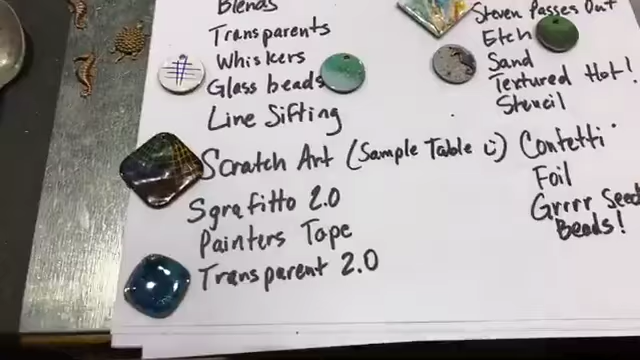 Blends
Transparents
Whiskers
Glass beads
Line Sifting
Scratch Art (Sample Table :)
Sgrafitto 2.0
Painters Tape
Transparent 2.0
Steven Passes Out
Etch
Sand
Textured Hot!
Stencil
Confetti
Foil
Grrrr Seed
Beads!